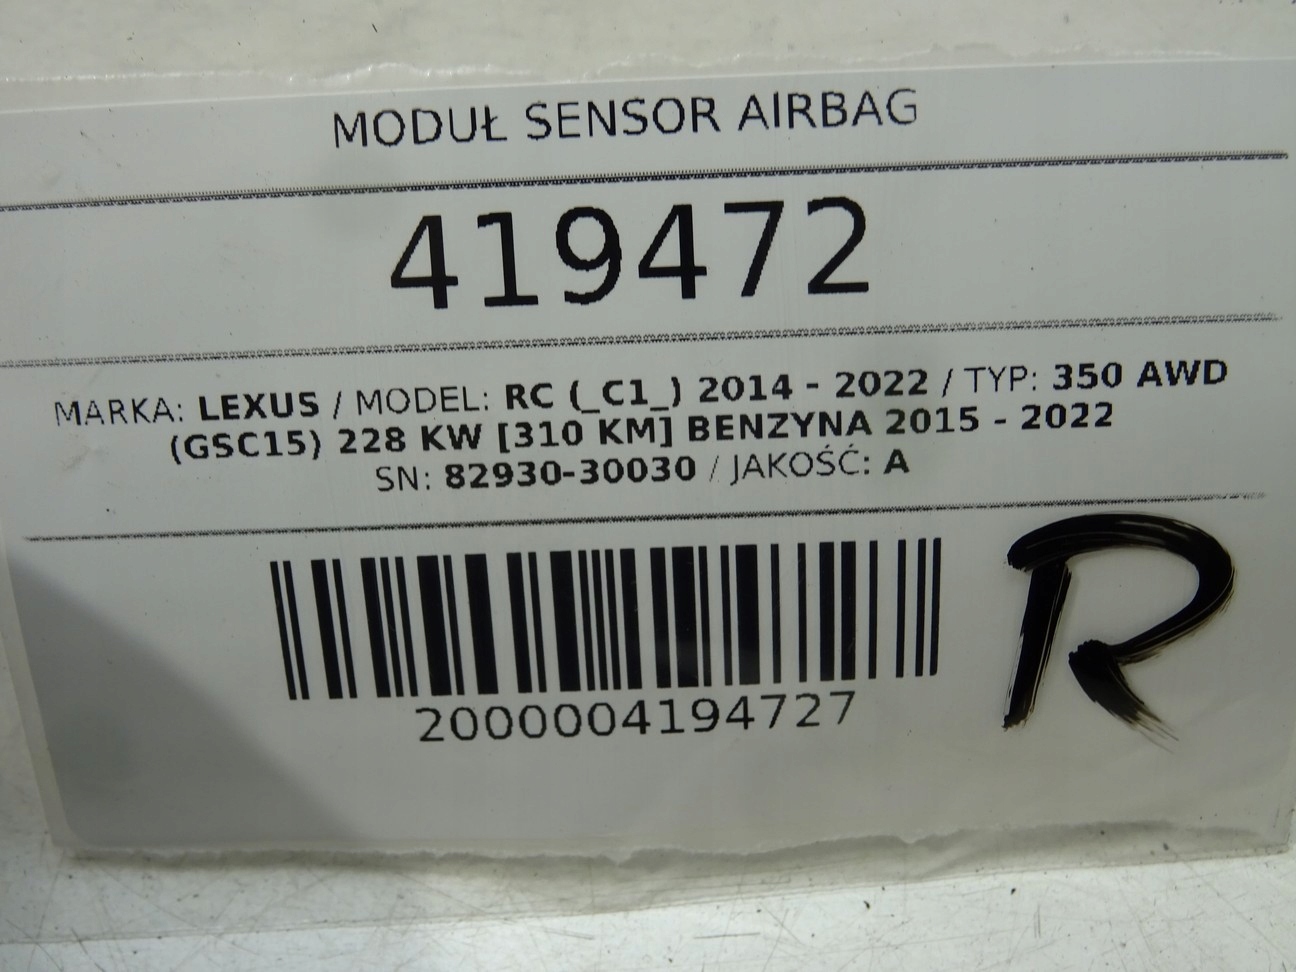 MODUŁ SENSOR AIRBAG
419472
MARKA: LEXUS / MODEL: RC (_C1_) 2014 - 2022 / TYP: 350 AWD
(GSC15) 228 KW [310 KM] BENZYNA 2015 - 2022
SN: 82930-30030 / JAKOŚĆ: A
R
2000004194727